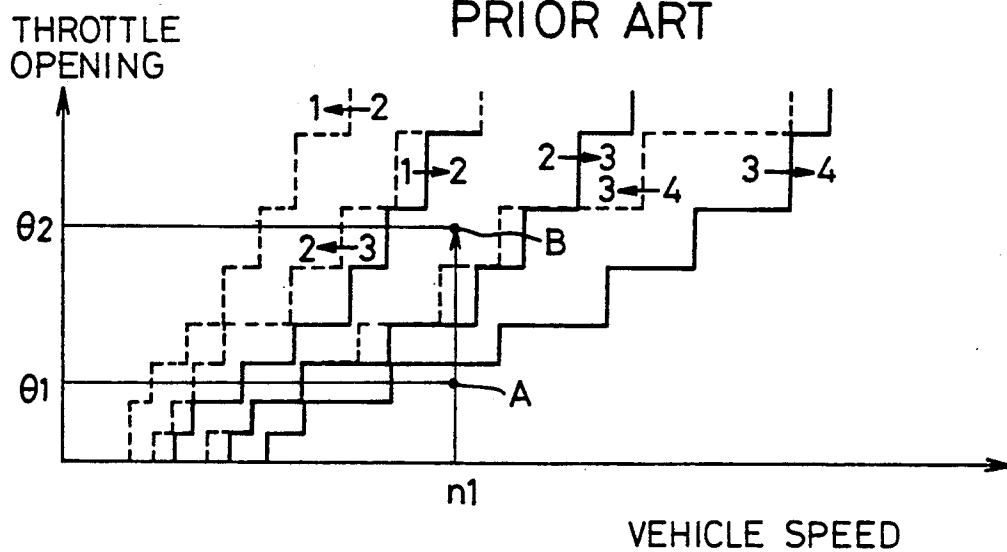 PRIOR ART
THROTTLE
OPENING
1←2
1→2
2→3
3←4
3→4
θ2
2←3
B
θ1
A
n1
VEHICLE SPEED